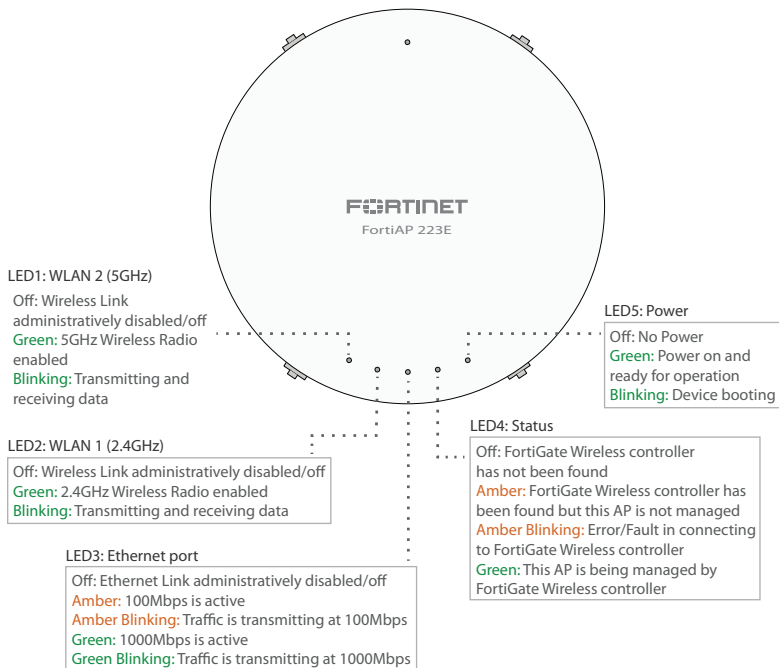 FORTINET
FortiAP 223E
LED1: WLAN 2 (5GHz)
Off: Wireless Link
administratively disabled/off
Green: 5GHz Wireless Radio
enabled
Blinking: Transmitting and
receiving data
LED2: WLAN 1 (2.4GHz)
Off: Wireless Link administratively disabled/off
Green: 2.4GHz Wireless Radio enabled
Blinking: Transmitting and receiving data
LED3: Ethernet port
Off: Ethernet Link administratively disabled/off
Amber: 100Mbps is active
Amber Blinking: Traffic is transmitting at 100Mbps
Green: 1000Mbps is active
Green Blinking: Traffic is transmitting at 1000Mbps
LED4: Status
Off: FortiGate Wireless controller
has not been found
Amber: FortiGate Wireless controller has
been found but this AP is not managed
Amber Blinking: Error/Fault in connecting
to FortiGate Wireless controller
Green: This AP is being managed by
FortiGate Wireless controller
LED5: Power
Off: No Power
Green: Power on and
ready for operation
Blinking: Device booting